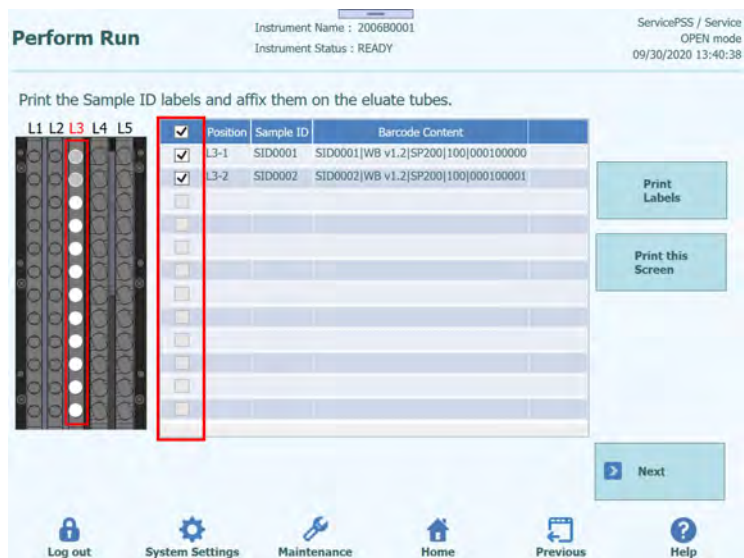 Perform Run
Instrument Name : 2006B0001
Instrument Status : READY
ServicePSS / Service
OPEN mode
09/30/2020 13:40:38
Print the Sample ID labels and affix them on the eluate tubes.
L1 L2 L3 L4 L5
Position Sample ID Barcode Content
L3-1 SID0001 SID0001|WB v1.2|SP200|100|000100000
L3-2 SID0002 SID0002|WB v1.2|SP200|100|000100001
Print
Labels
Print this
Screen
Next
Log out System Settings Maintenance Home Previous Help